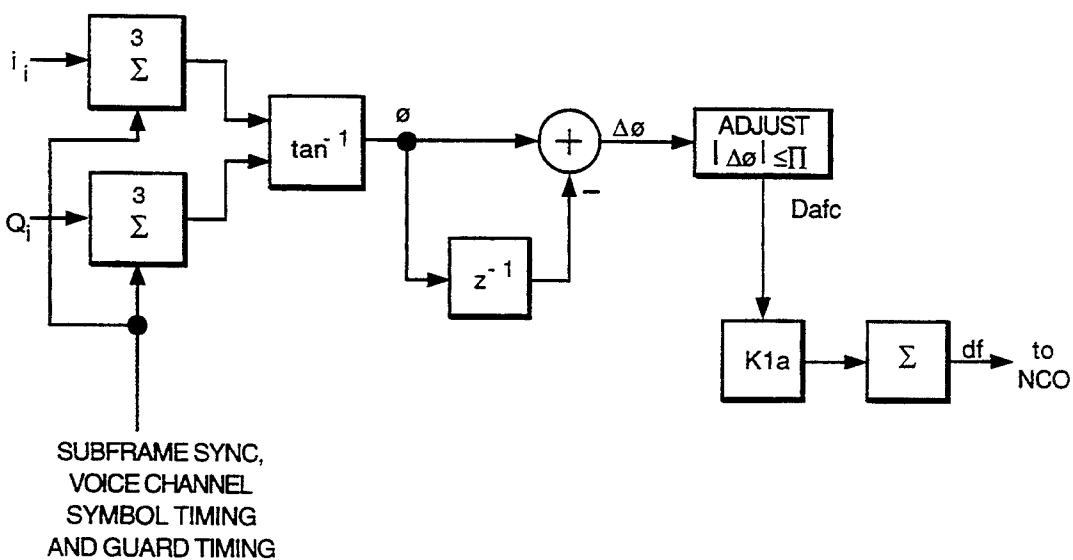 i i
3
Σ
Q i
3
Σ
tan -1
ø
+
−
z -1
Δø
ADJUST
| Δø | ≤Π
Dafc
K1a
Σ
df
to
NCO
SUBFRAME SYNC,
VOICE CHANNEL
SYMBOL TIMING
AND GUARD TIMING